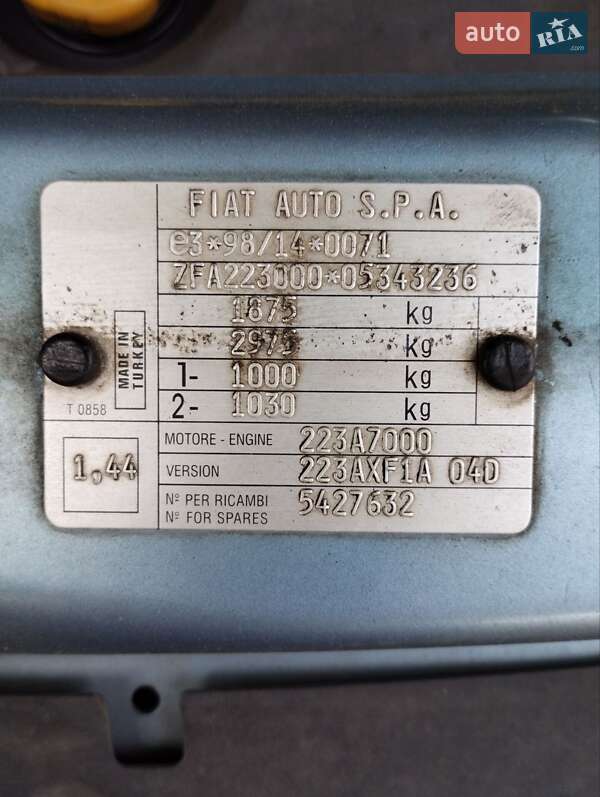 auto RIA.com
FIAT AUTO S.P.A.
e3*98/14*0071
ZFA223000*05343236
1875 kg
2975 kg
1- 1000 kg
2- 1030 kg
MADE IN TURKEY
T 0858
MOTORE - ENGINE 223A7000
1,44
VERSION 223AXF1A 04D
Nº PER RICAMBI 5427632
Nº FOR SPARES